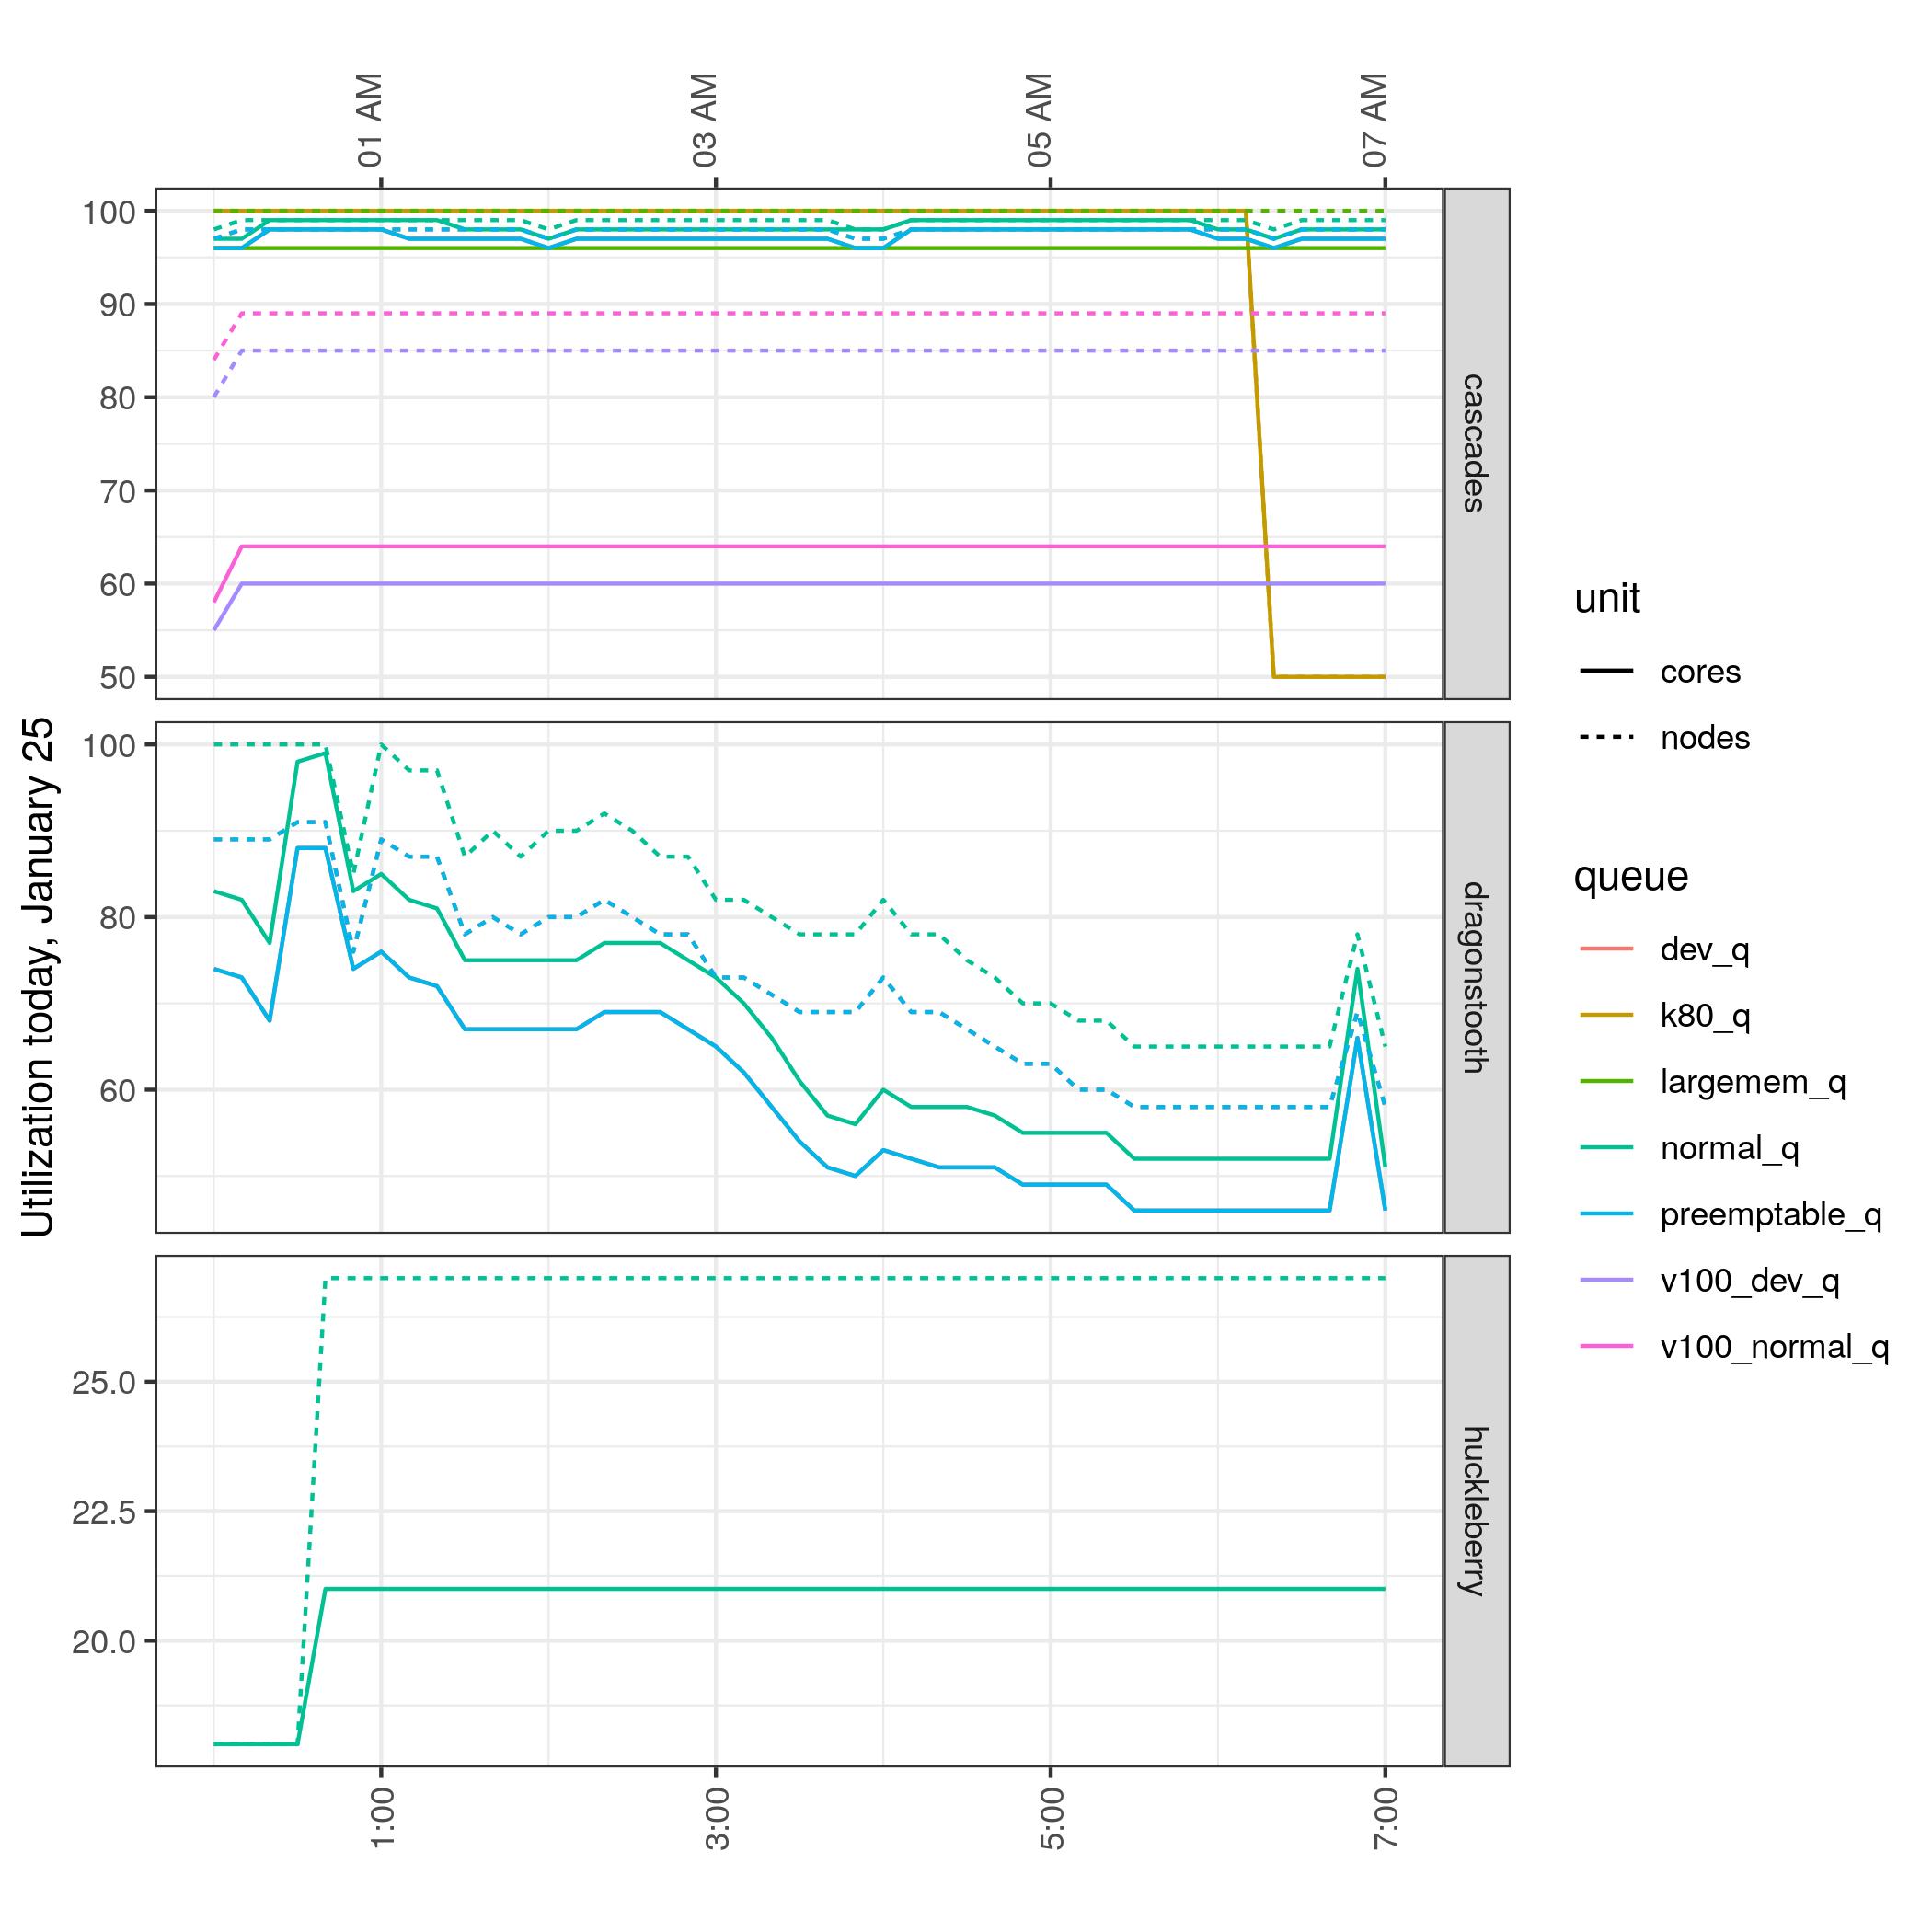 01 AM
03 AM
05 AM
07 AM
Utilization today, January 25
100
90
80
70
60
50
cascades
100
80
60
dragonstooth
25.0
22.5
20.0
huckleberry
1:00
3:00
5:00
7:00
unit
cores
nodes
queue
dev_q
k80_q
largemem_q
normal_q
preemptable_q
v100_dev_q
v100_normal_q